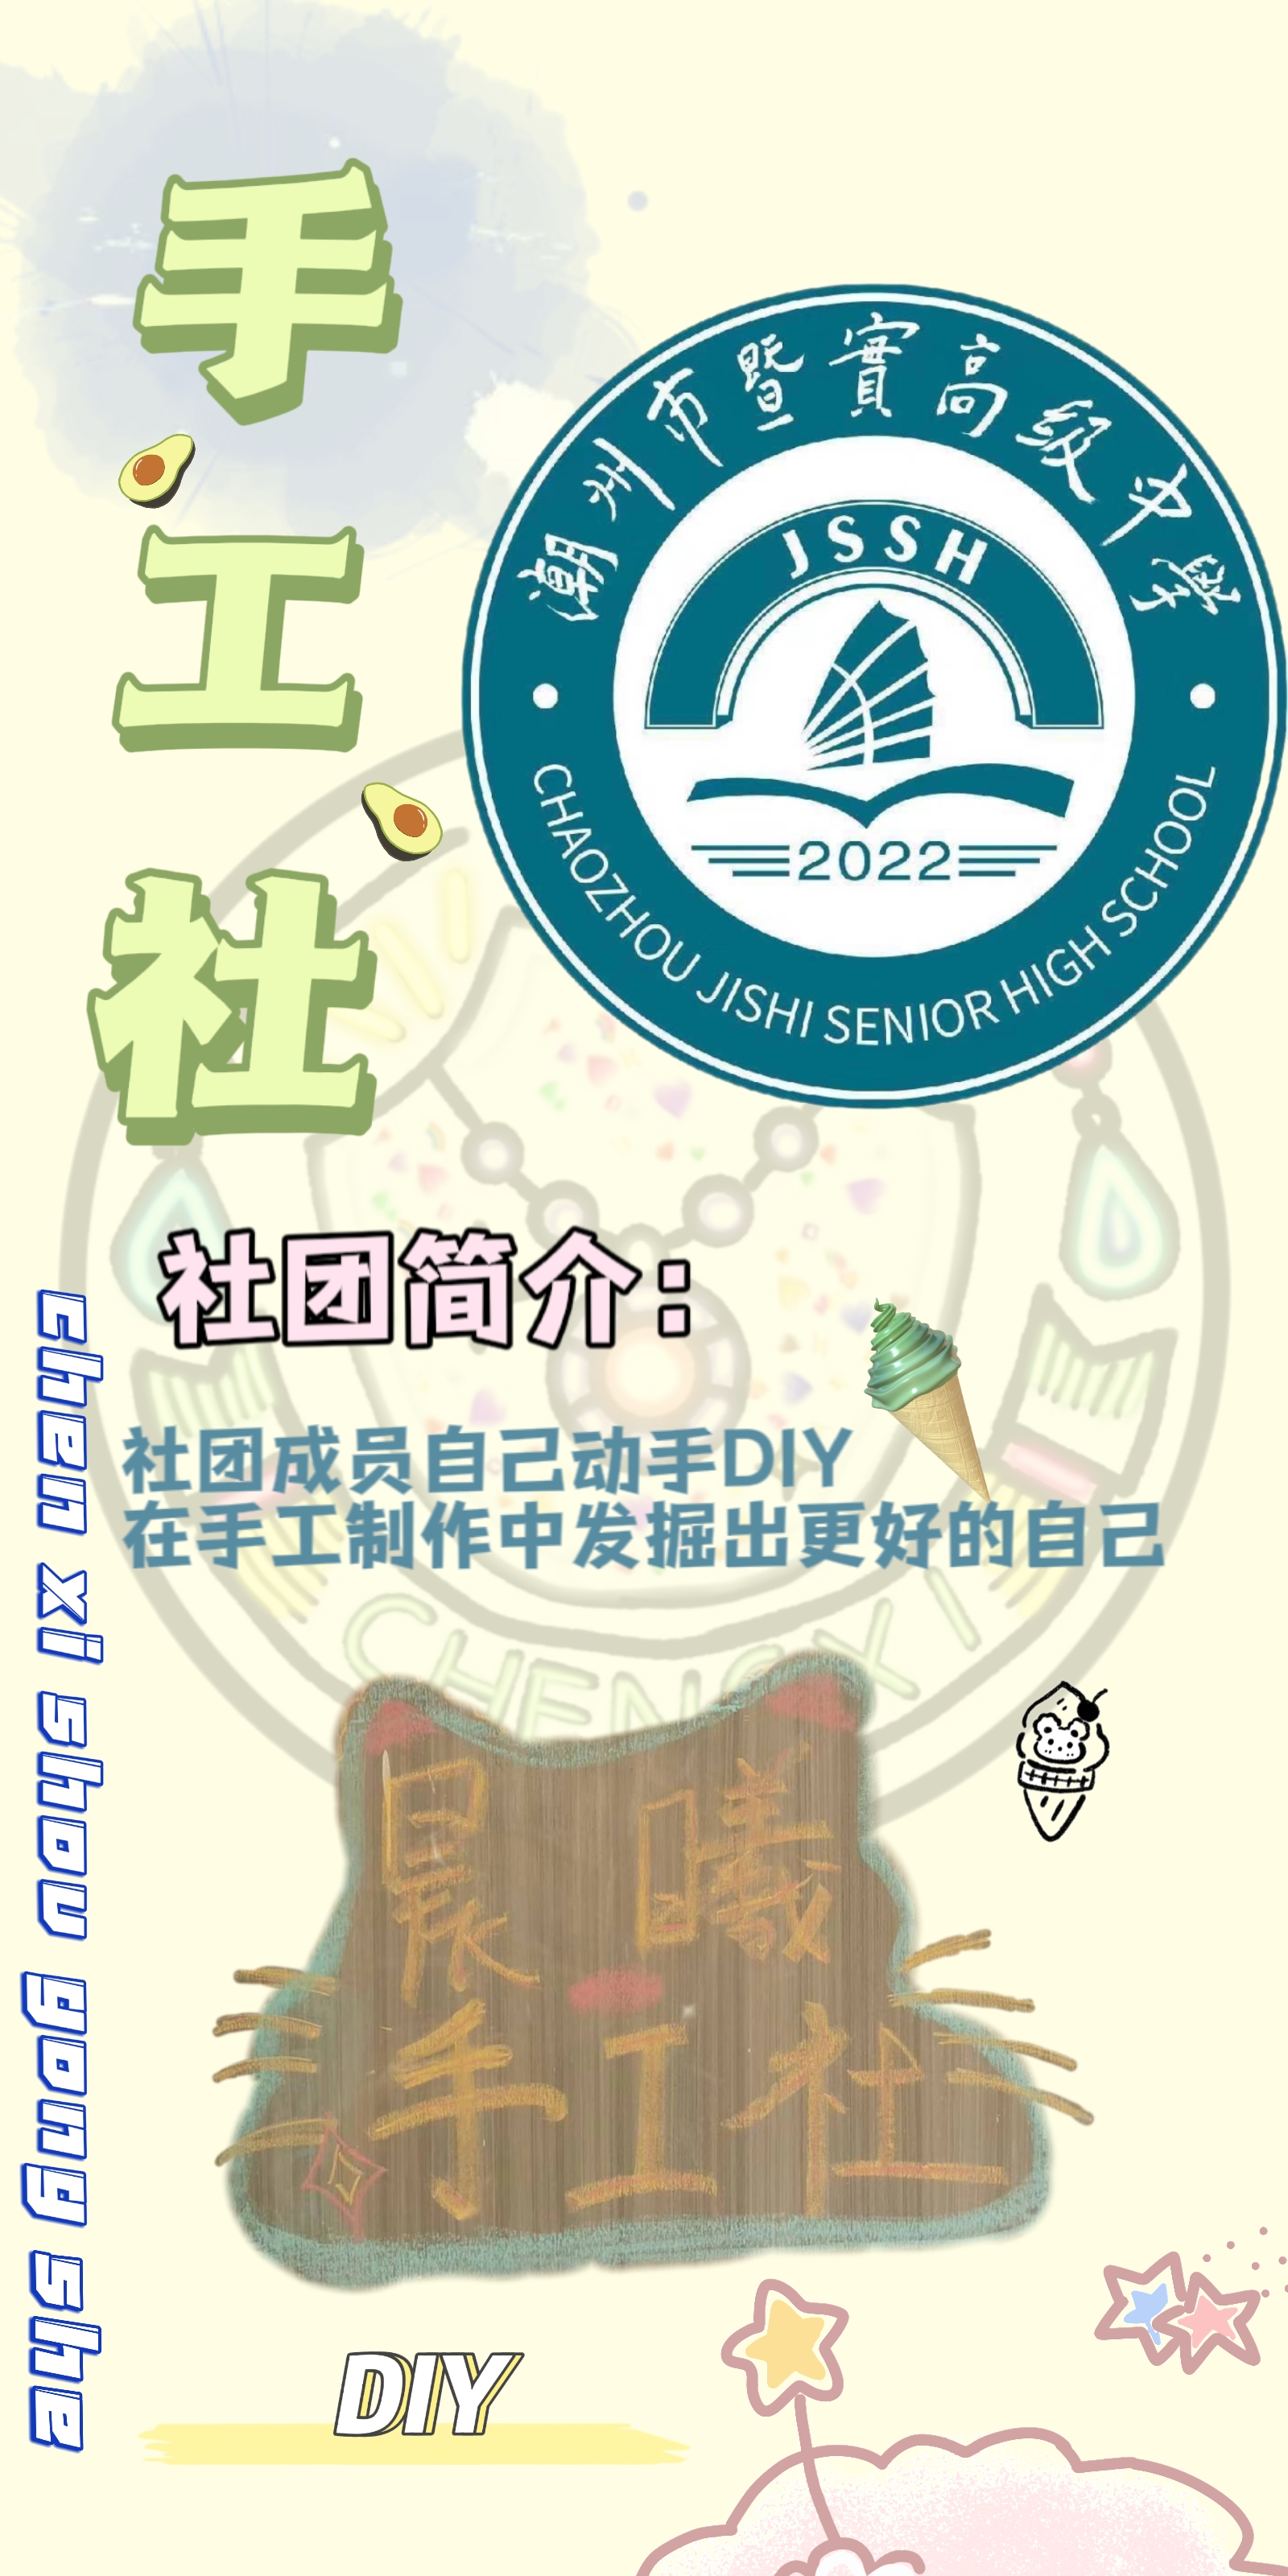 手工社
潮州市暨實高級中學
JSSH
2022
CHAOZHOU JISHI SENIOR HIGH SCHOOL
社团简介：
社团成员自己动手DIY
在手工制作中发掘出更好的自己
chen xi shou gong she
CHENG XI
晨曦
手工社
DIY